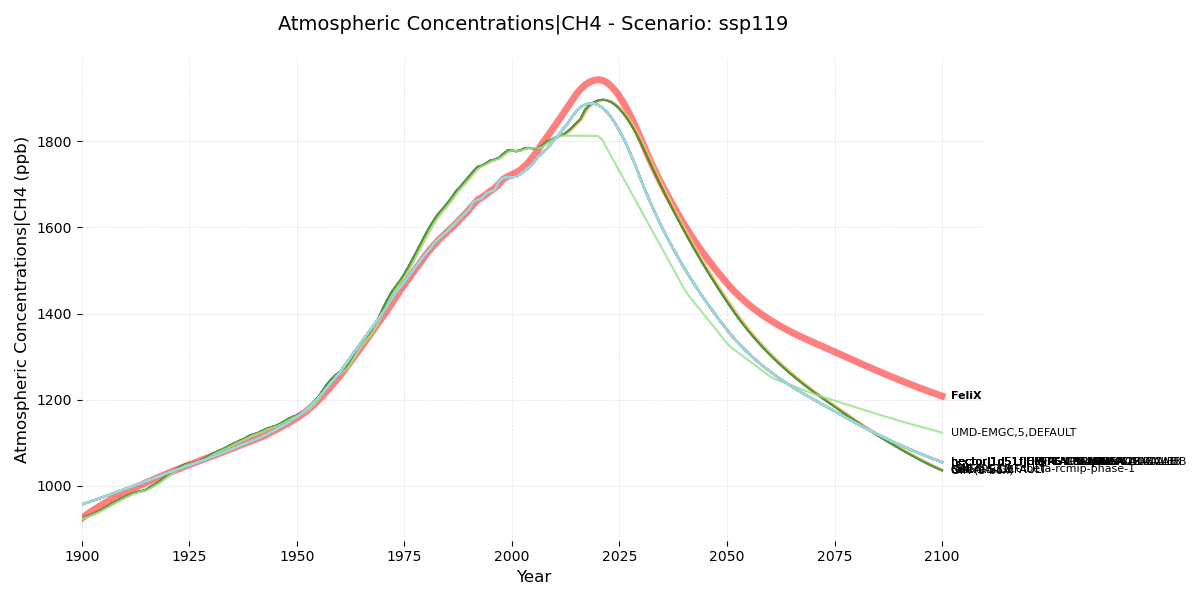 Atmospheric Concentrations|CH4 - Scenario: ssp119
Atmospheric Concentrations|CH4 (ppb)
1800
1600
1400
1200
1000
FeliX
UMD-EMGC,5,DEFAULT
1900
1925
1950
1975
2000
2025
2050
2075
2100
Year